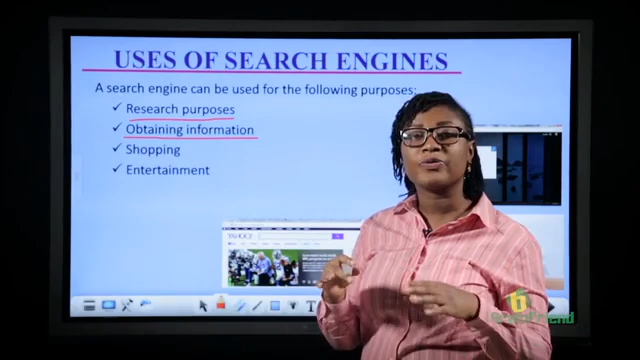 USES OF SEARCH ENGINES
A search engine can be used for the following purposes:
✓ Research purposes
✓ Obtaining information
✓ Shopping
✓ Entertainment
YAHOO!
T